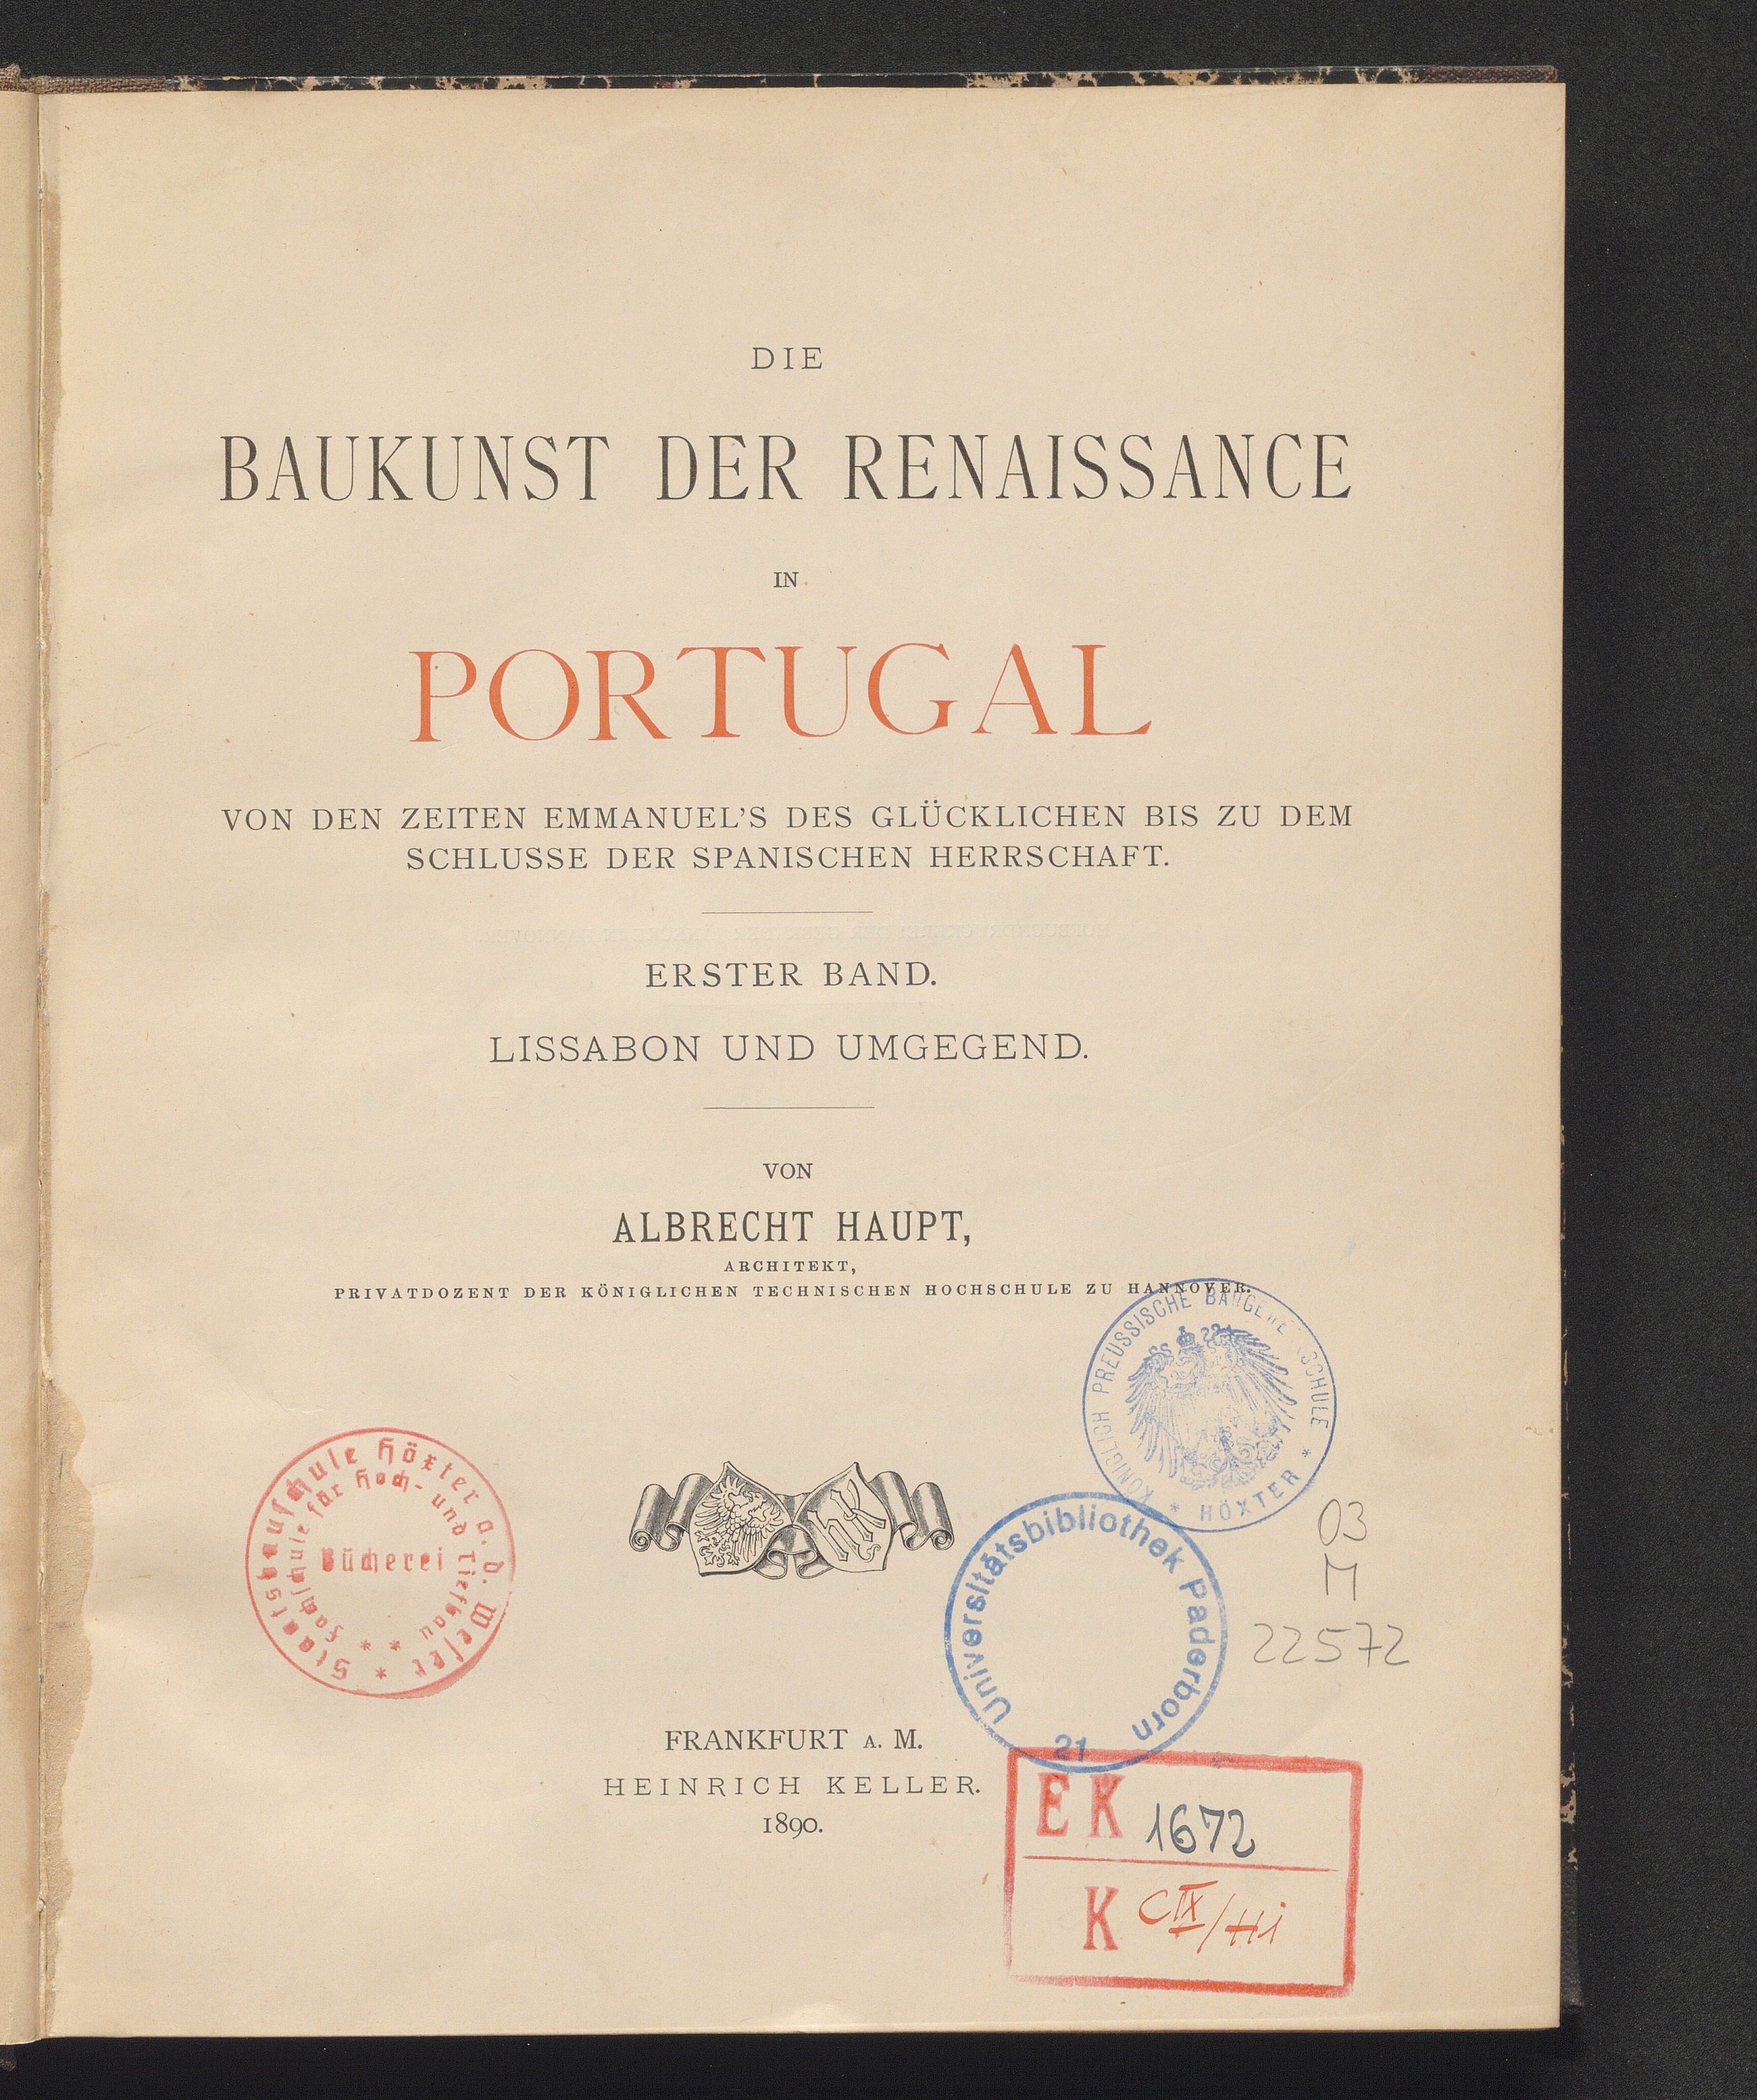 DIE
BAUKUNST DER RENAISSANCE
IN
PORTUGAL
VON DEN ZEITEN EMMANUEL'S DES GLÜCKLICHEN BIS ZU DEM
SCHLUSSE DER SPANISCHEN HERRSCHAFT.
ERSTER BAND.
LISSABON UND UMGEGEND.
VON
ALBRECHT HAUPT,
ARCHITEKT,
PRIVATDOZENT DER KÖNIGLICHEN TECHNISCHEN HOCHSCHULE ZU HANNOVER.
KÖNIGLICH PREUSSISCHE
* HÖXTER *
Staatsbauschule Höxter a. d. Weser *
Fachschule für Hoch- und Tiefbau * *
Bücherei
HK
Universitätsbibliothek Paderborn
21
03
M
22572
FRANKFURT A. M.
HEINRICH KELLER.
1890.
EK 1672
K C IX/Hi